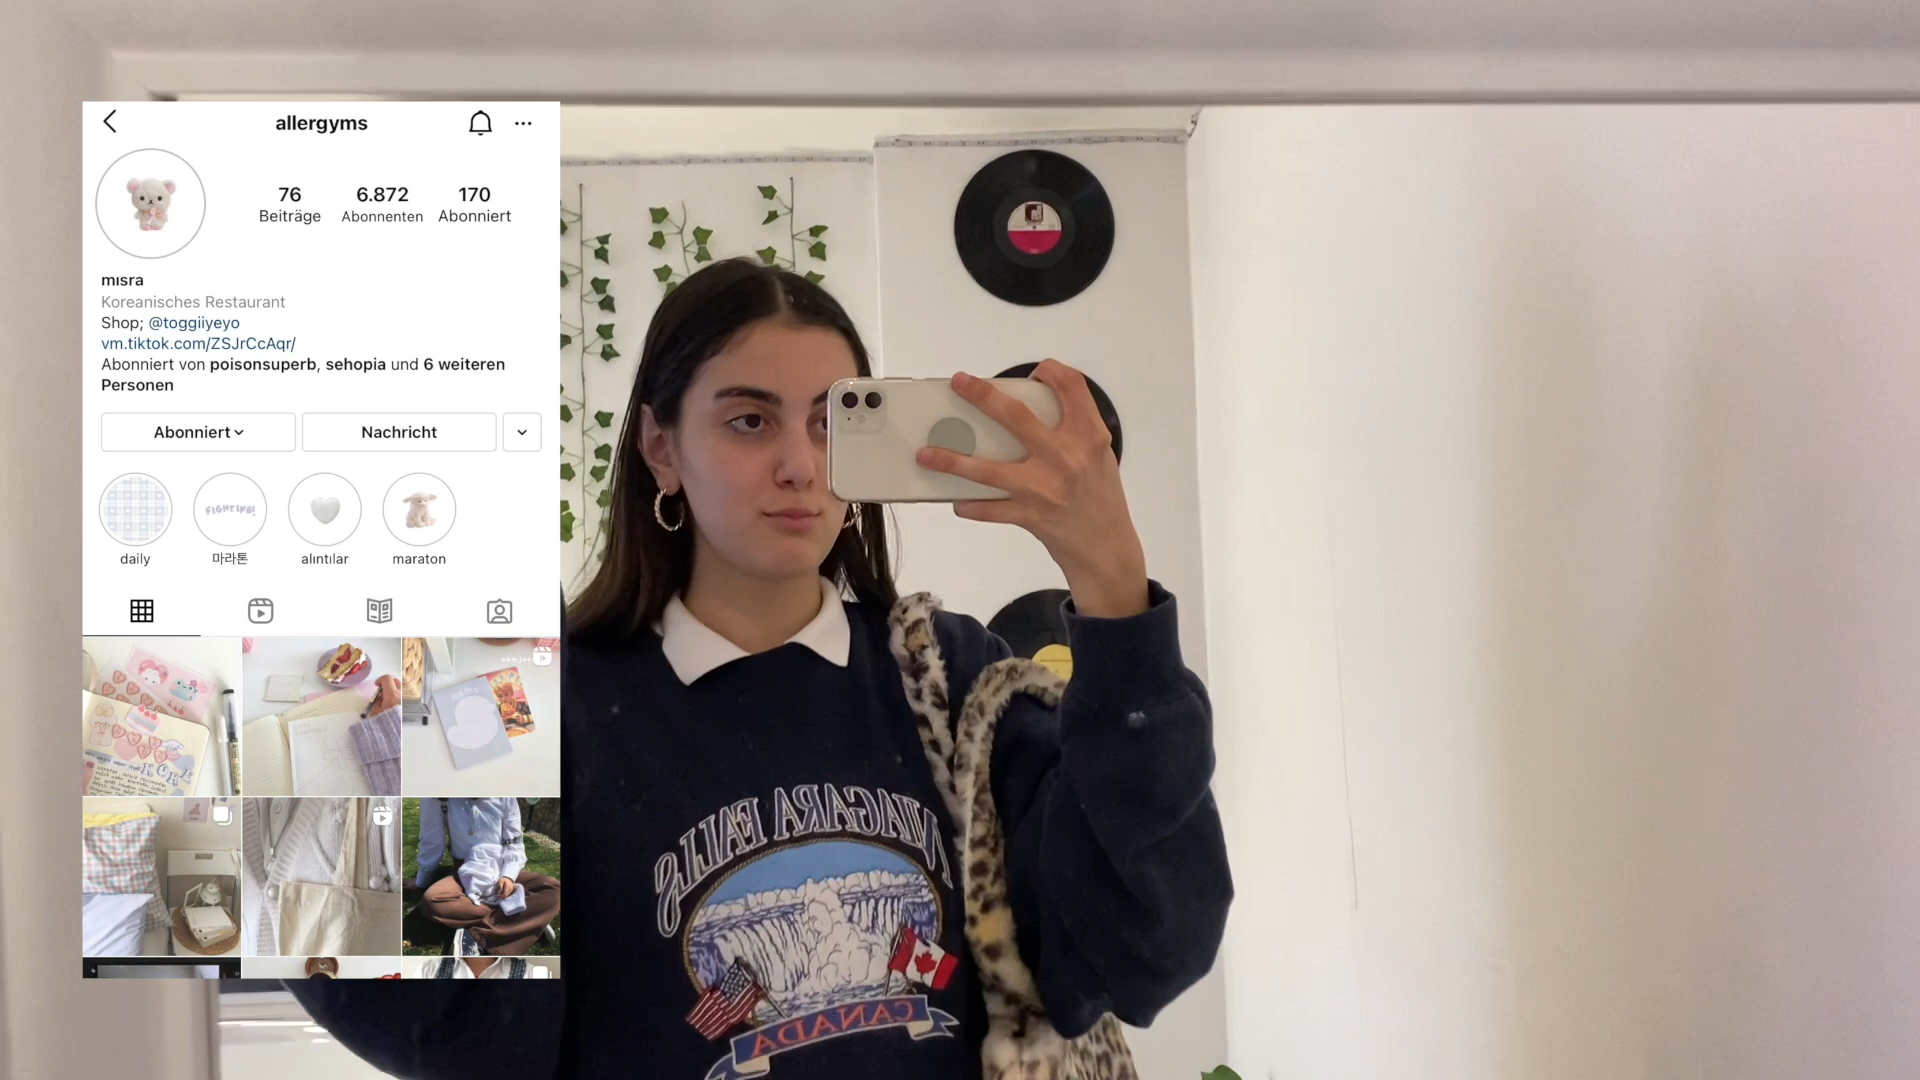 allergyms
76
6.872
170
Beiträge
Abonnenten
Abonniert
mısra
Koreanisches Restaurant
Shop; @toggiiyeyo
vm.tiktok.com/ZSJrCcAqr/
Abonniert von poisonsuperb, sehopia und 6 weiteren
Personen
Abonniert
Nachricht
FIGHTING!
daily
마라톤
alıntılar
maraton
NIAGARA FALLS
CANADA